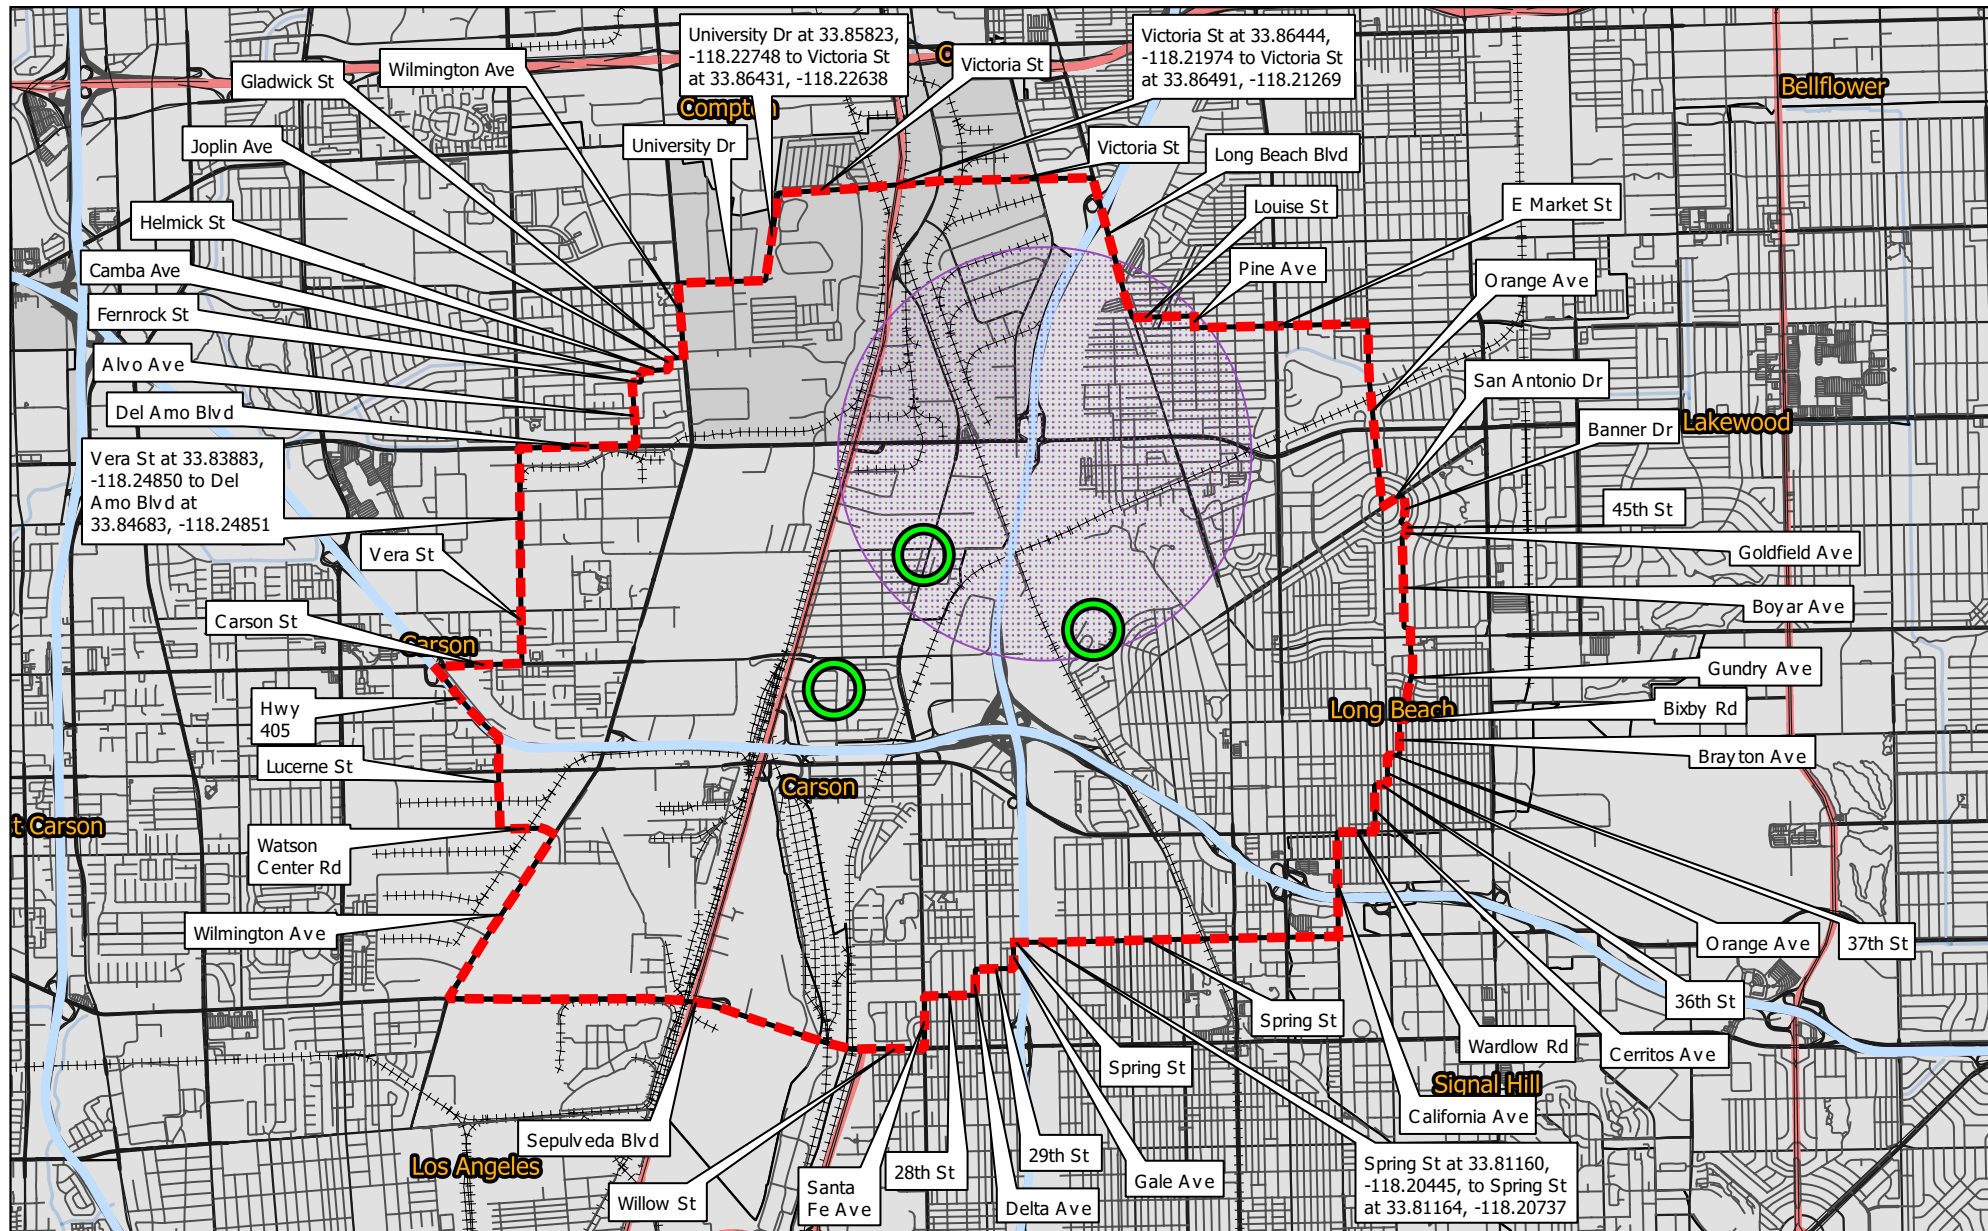 University Dr at 33.85823,
-118.22748 to Victoria St
at 33.86431, -118.22638
Victoria St at 33.86444,
-118.21974 to Victoria St
at 33.86491, -118.21269
Wilmington Ave
Victoria St
Gladwick St
Bellflower
Compton
Joplin Ave
University Dr
Victoria St
Long Beach Blvd
Helmick St
Louise St
E Market St
Camba Ave
Pine Ave
Orange Ave
Fernrock St
Alvo Ave
San Antonio Dr
Del Amo Blvd
Banner Dr
Lakewood
Vera St at 33.83883,
-118.24850 to Del
Amo Blvd at
33.84683, -118.24851
45th St
Goldfield Ave
Vera St
Boyar Ave
Carson St
Carson
Gundry Ave
Hwy
405
Long Beach
Bixby Rd
Brayton Ave
Lucerne St
Carson
t Carson
Watson
Center Rd
Wilmington Ave
Orange Ave
37th St
36th St
Spring St
Wardlow Rd
Cerritos Ave
Spring St
Signal Hill
California Ave
Sepulveda Blvd
Los Angeles
28th St
29th St
Gale Ave
Spring St at 33.81160,
-118.20445, to Spring St
at 33.81164, -118.20737
Willow St
Santa
Fe Ave
Delta Ave